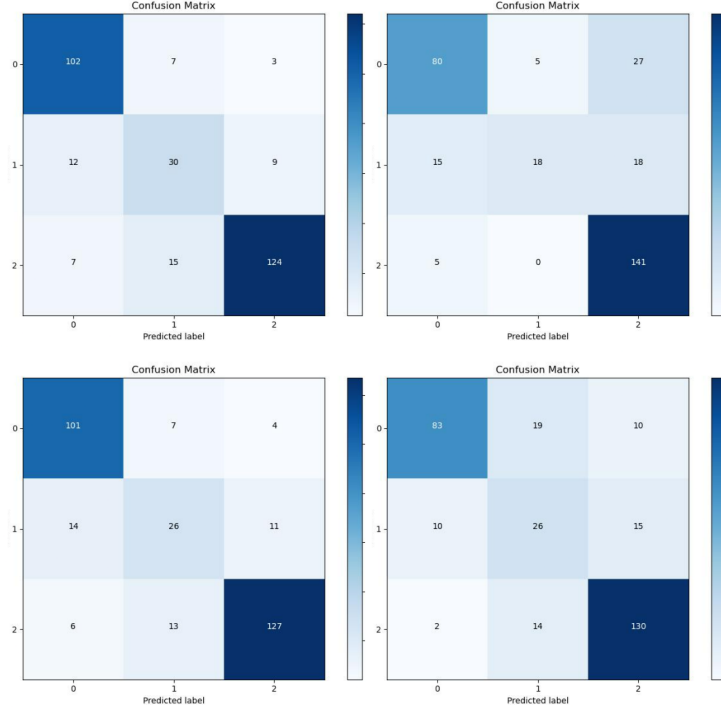 Confusion Matrix
Confusion Matrix
0 102 7 3
80 5 27
1 12 30 9
15 18 18
2 7 15 124
5 0 141
0 1 2
0 1 2
Predicted label
Predicted label
Confusion Matrix
Confusion Matrix
0 101 7 4
0 83 19 10
1 14 26 11
1 10 26 15
2 6 13 127
2 2 14 130
0 1 2
0 1 2
Predicted label
Predicted label